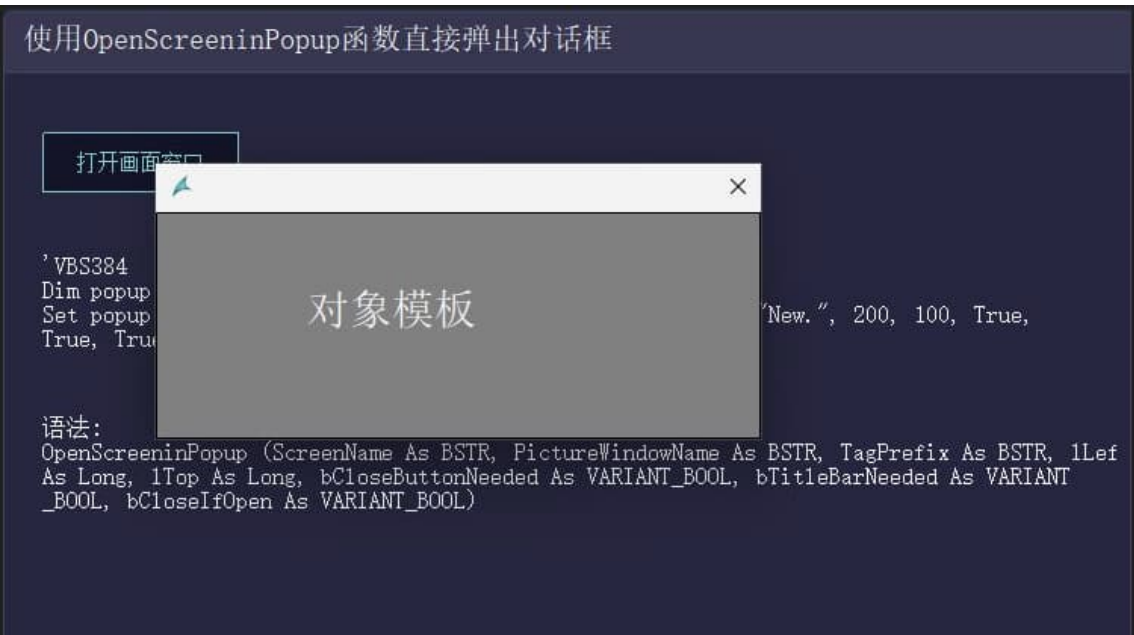 使用OpenScreeninPopup函数直接弹出对话框
打开画面窗口
'VBS384
Dim popup
Set popup "New.", 200, 100, True,
True, True
对象模板
语法:
OpenScreeninPopup (ScreenName As BSTR, PictureWindowName As BSTR, TagPrefix As BSTR, lLef
As Long, lTop As Long, bCloseButtonNeeded As VARIANT_BOOL, bTitleBarNeeded As VARIANT
_BOOL, bCloseIfOpen As VARIANT_BOOL)